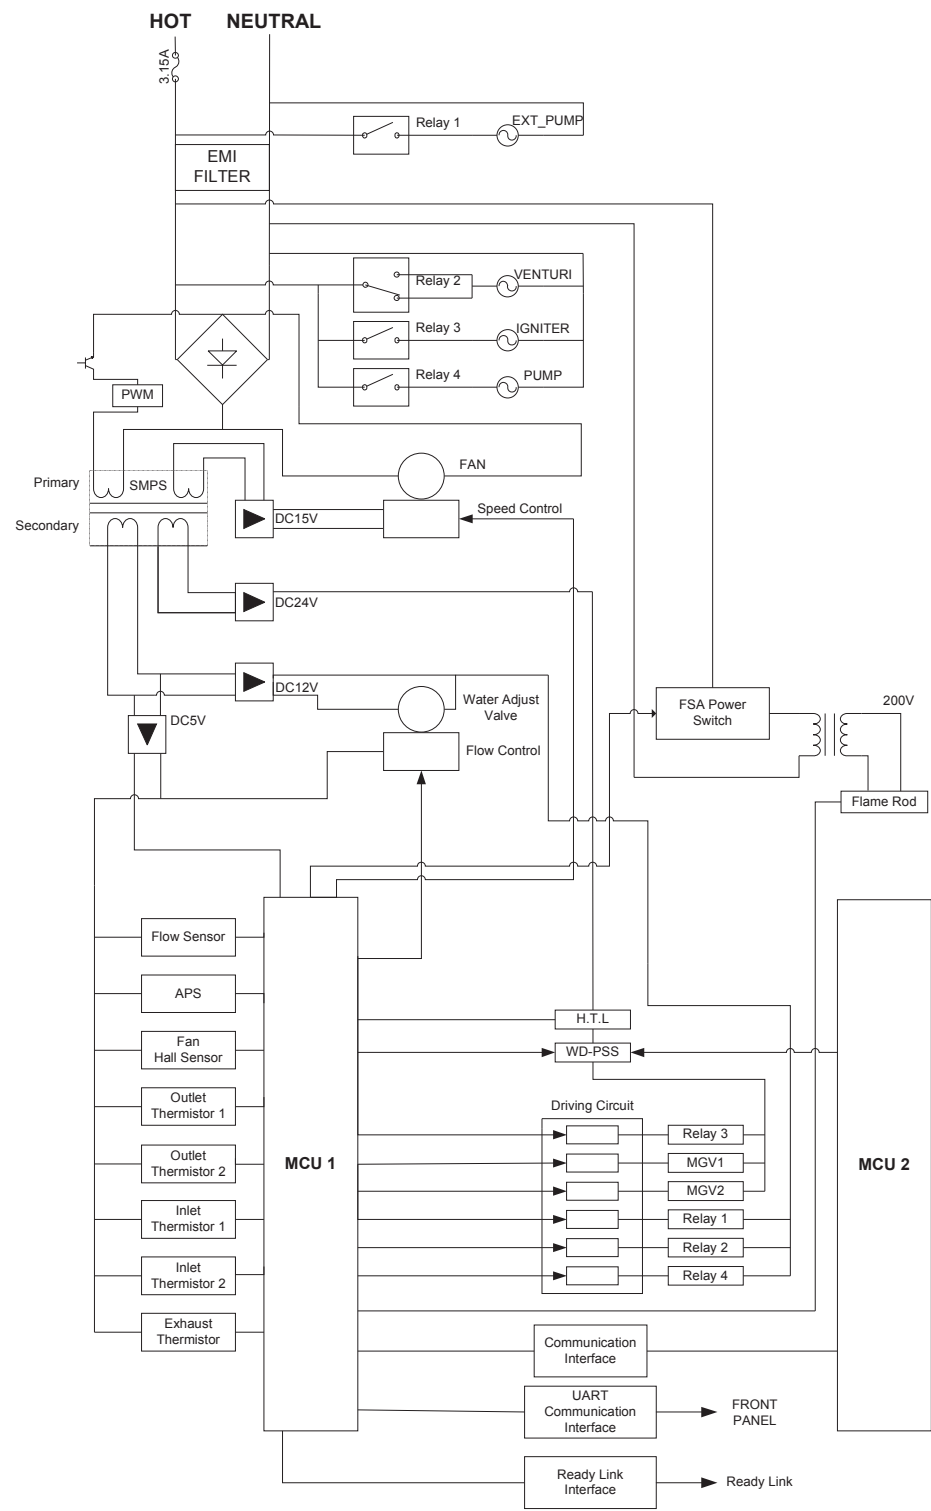 HOT NEUTRAL
3.15A
Relay 1
EXT_PUMP
EMI
FILTER
Relay 2
VENTURI
Relay 3
IGNITER
Relay 4
PUMP
PWM
FAN
Primary
SMPS
Secondary
Speed Control
DC15V
DC24V
DC12V
DC5V
Water Adjust
Valve
Flow Control
FSA Power
Switch
200V
Flame Rod
Flow Sensor
APS
Fan
Hall Sensor
Outlet
Thermistor 1
Outlet
Thermistor 2
Inlet
Thermistor 1
Inlet
Thermistor 2
Exhaust
Thermistor
MCU 1
H.T.L
WD-PSS
Driving Circuit
Relay 3
MGV1
MGV2
Relay 1
Relay 2
Relay 4
MCU 2
Communication
Interface
UART
Communication
Interface
FRONT
PANEL
Ready Link
Interface
Ready Link